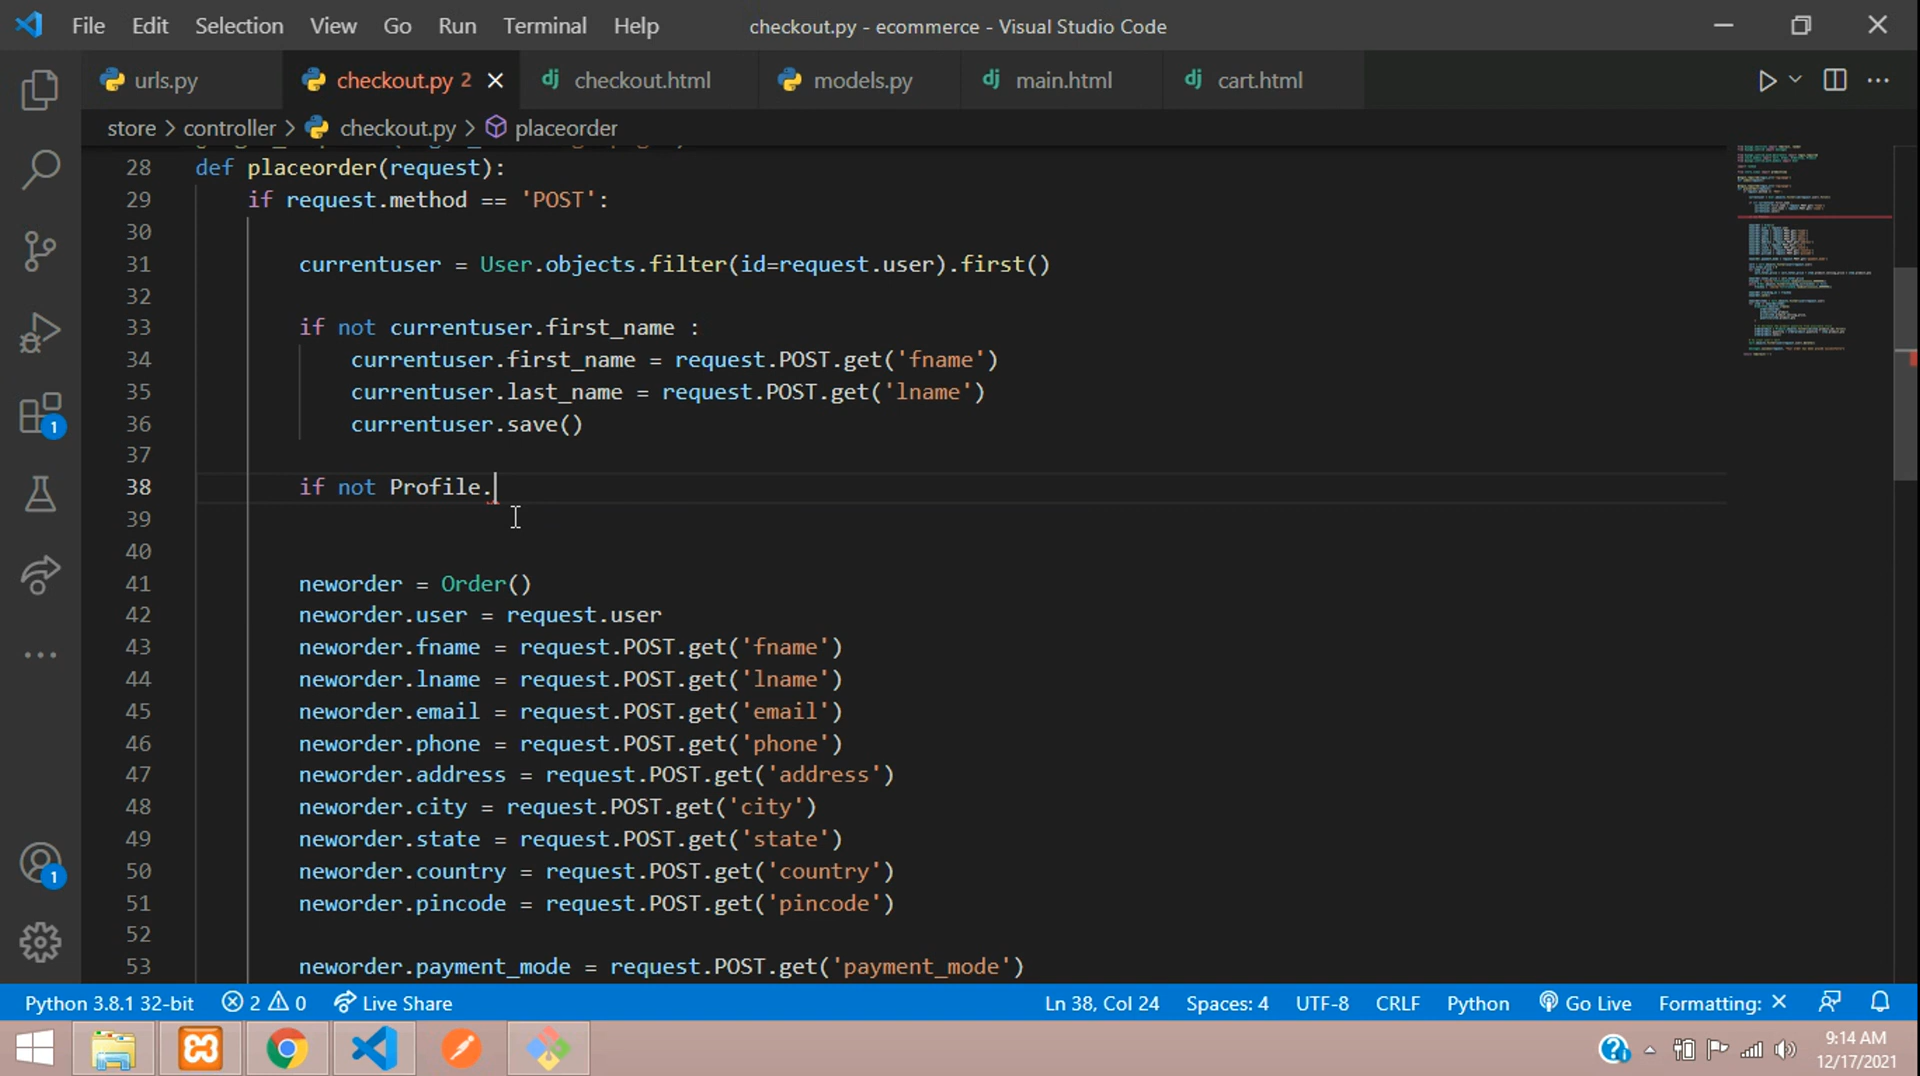 File Edit Selection View Go Run Terminal Help checkout.py - ecommerce - Visual Studio Code
urls.py checkout.py 2 checkout.html models.py main.html cart.html
store > controller > checkout.py > placeorder
28 def placeorder(request):
29 if request.method == 'POST':
30
31 currentuser = User.objects.filter(id=request.user).first()
32
33 if not currentuser.first_name :
34 currentuser.first_name = request.POST.get('fname')
35 currentuser.last_name = request.POST.get('lname')
36 currentuser.save()
37
38 if not Profile.
39
40
41 neworder = Order()
42 neworder.user = request.user
43 neworder.fname = request.POST.get('fname')
44 neworder.lname = request.POST.get('lname')
45 neworder.email = request.POST.get('email')
46 neworder.phone = request.POST.get('phone')
47 neworder.address = request.POST.get('address')
48 neworder.city = request.POST.get('city')
49 neworder.state = request.POST.get('state')
50 neworder.country = request.POST.get('country')
51 neworder.pincode = request.POST.get('pincode')
52
53 neworder.payment_mode = request.POST.get('payment_mode')
1
1
Python 3.8.1 32-bit 2 0 Live Share Ln 38, Col 24 Spaces: 4 UTF-8 CRLF Python Go Live Formatting: ×
9:14 AM
12/17/2021